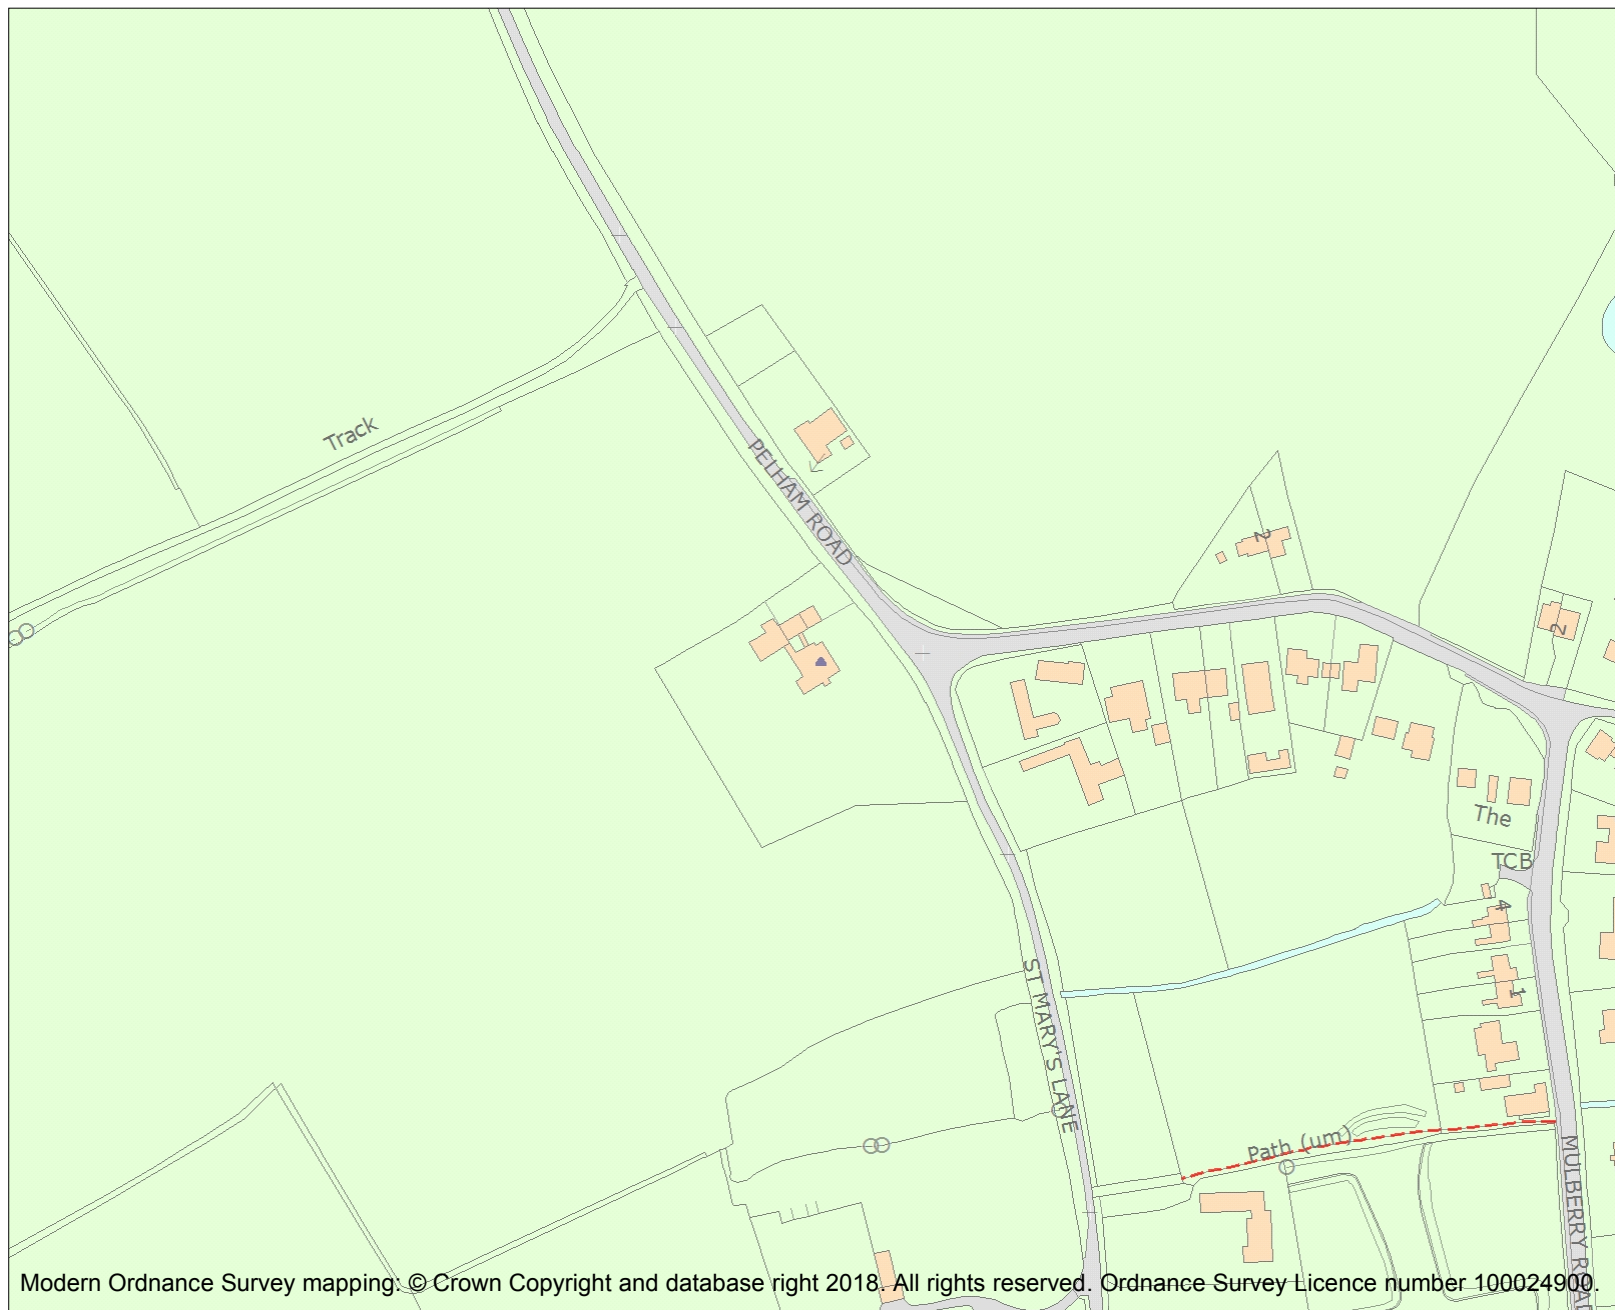 Track
PELHAM ROAD
2
2
The
TCB
4
1
ST MARY'S LANE
Path (um)
MULBERRY ROA
Modern Ordnance Survey mapping: © Crown Copyright and database right 2018. All rights reserved. Ordnance Survey Licence number 100024900.